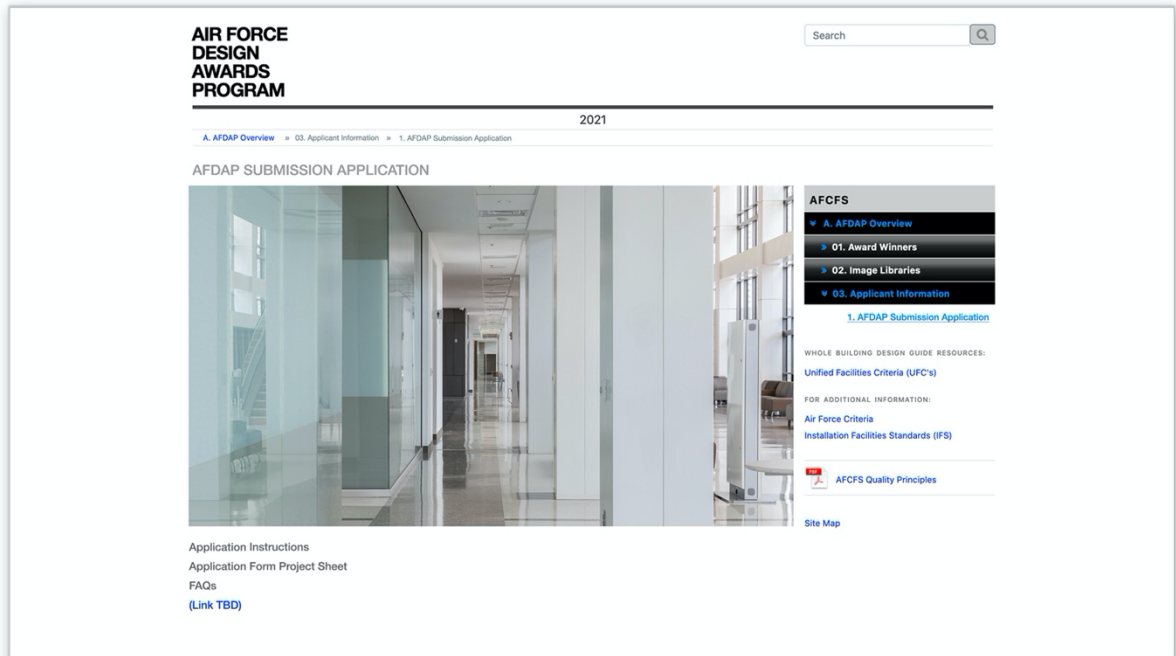 AIR FORCE
DESIGN
AWARDS
PROGRAM
Search
2021
A. AFDAP Overview » 03. Applicant Information » 1. AFDAP Submission Application
AFDAP SUBMISSION APPLICATION
AFCFS
A. AFDAP Overview
» 01. Award Winners
» 02. Image Libraries
03. Applicant Information
1. AFDAP Submission Application
WHOLE BUILDING DESIGN GUIDE RESOURCES:
Unified Facilities Criteria (UFC's)
FOR ADDITIONAL INFORMATION:
Air Force Criteria
Installation Facilities Standards (IFS)
PDF
AFCFS Quality Principles
Site Map
Application Instructions
Application Form Project Sheet
FAQs
(Link TBD)